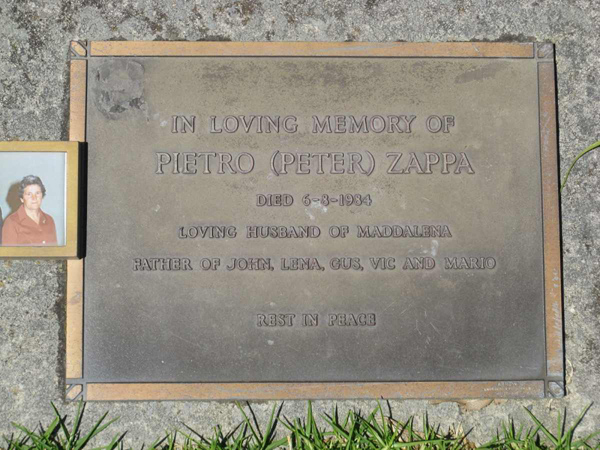 IN LOVING MEMORY OF
PIETRO (PETER) ZAPPA
DIED 6-8-1984
LOVING HUSBAND OF MADDALENA
FATHER OF JOHN, LENA, GUS, VIC AND MARIO
REST IN PEACE